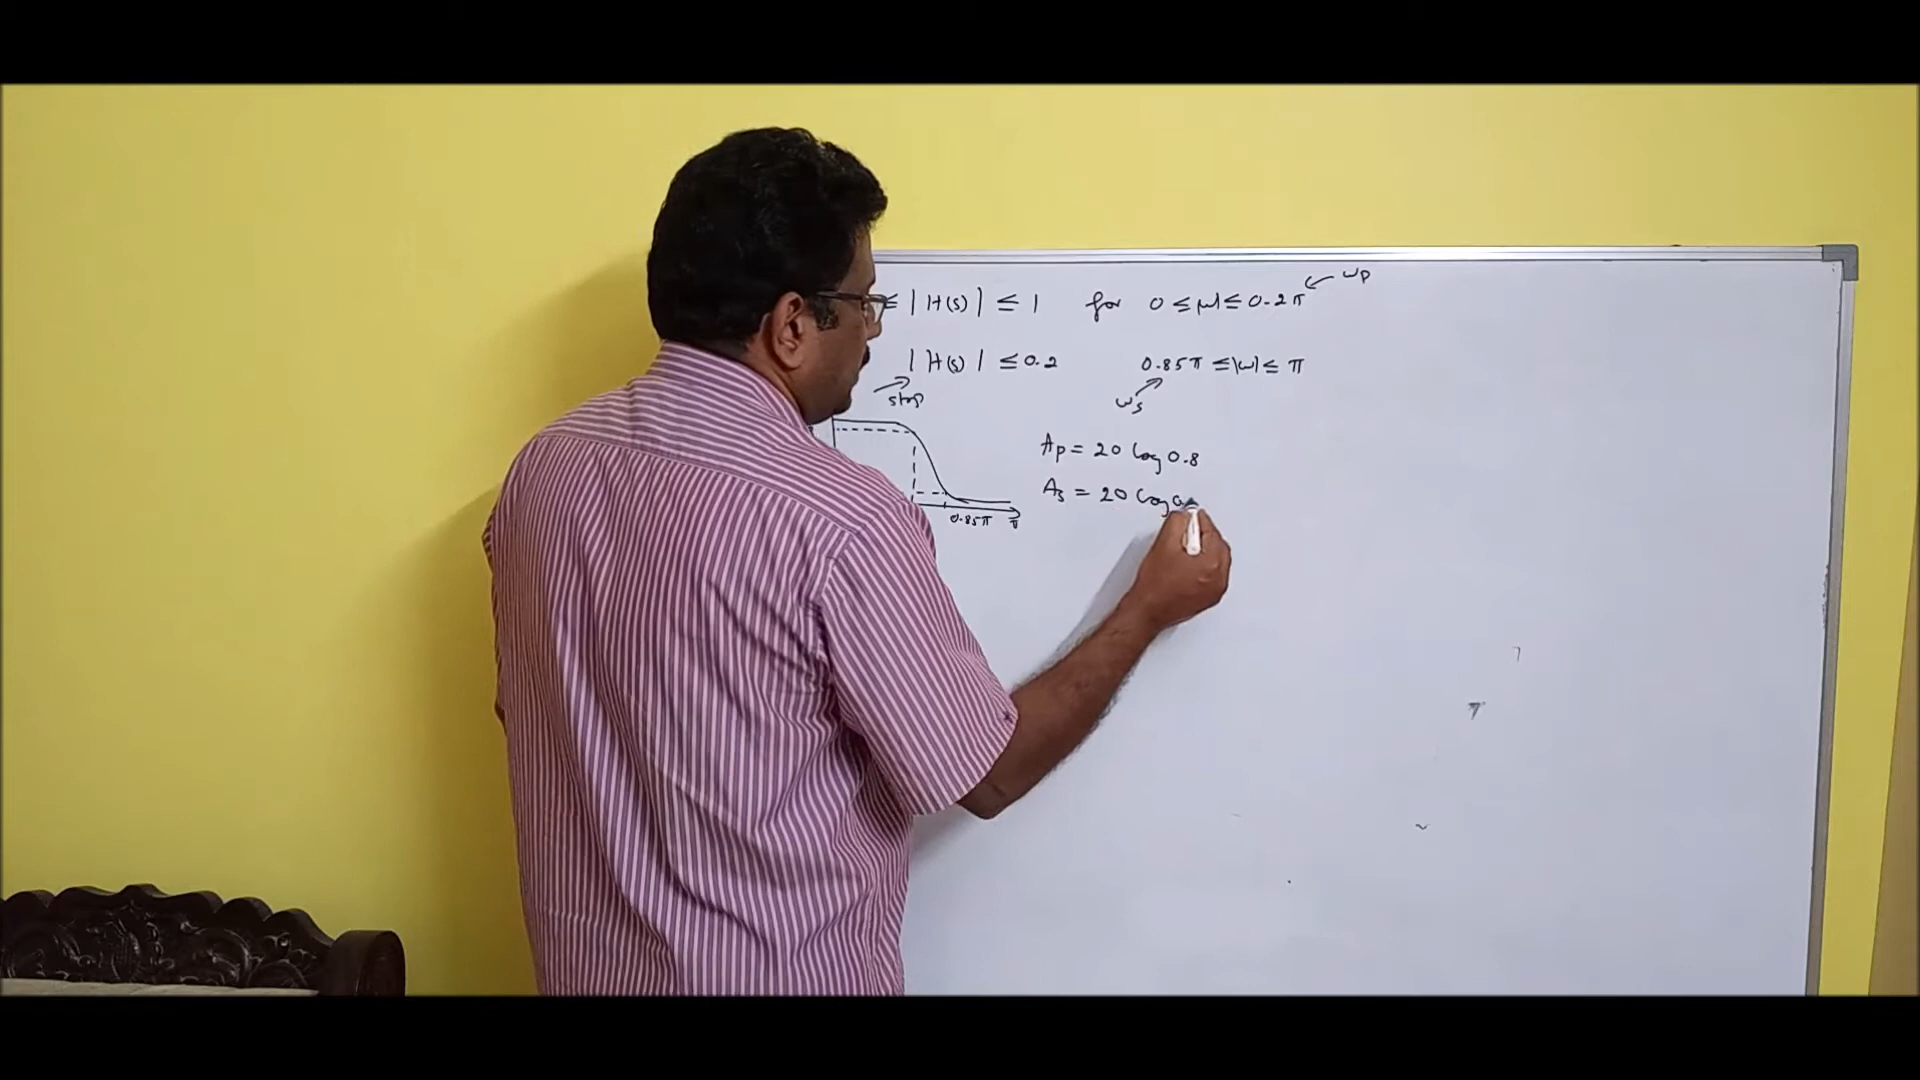 ≤ | H(s) | ≤ 1 for 0 ≤ |ω| ≤ 0.2π ← ωp
| H(s) | ≤ 0.2 0.85π ≤ |ω| ≤ π
stop ωs
Ap = 20 log 0.8
As = 20 log 0.
0.85π π